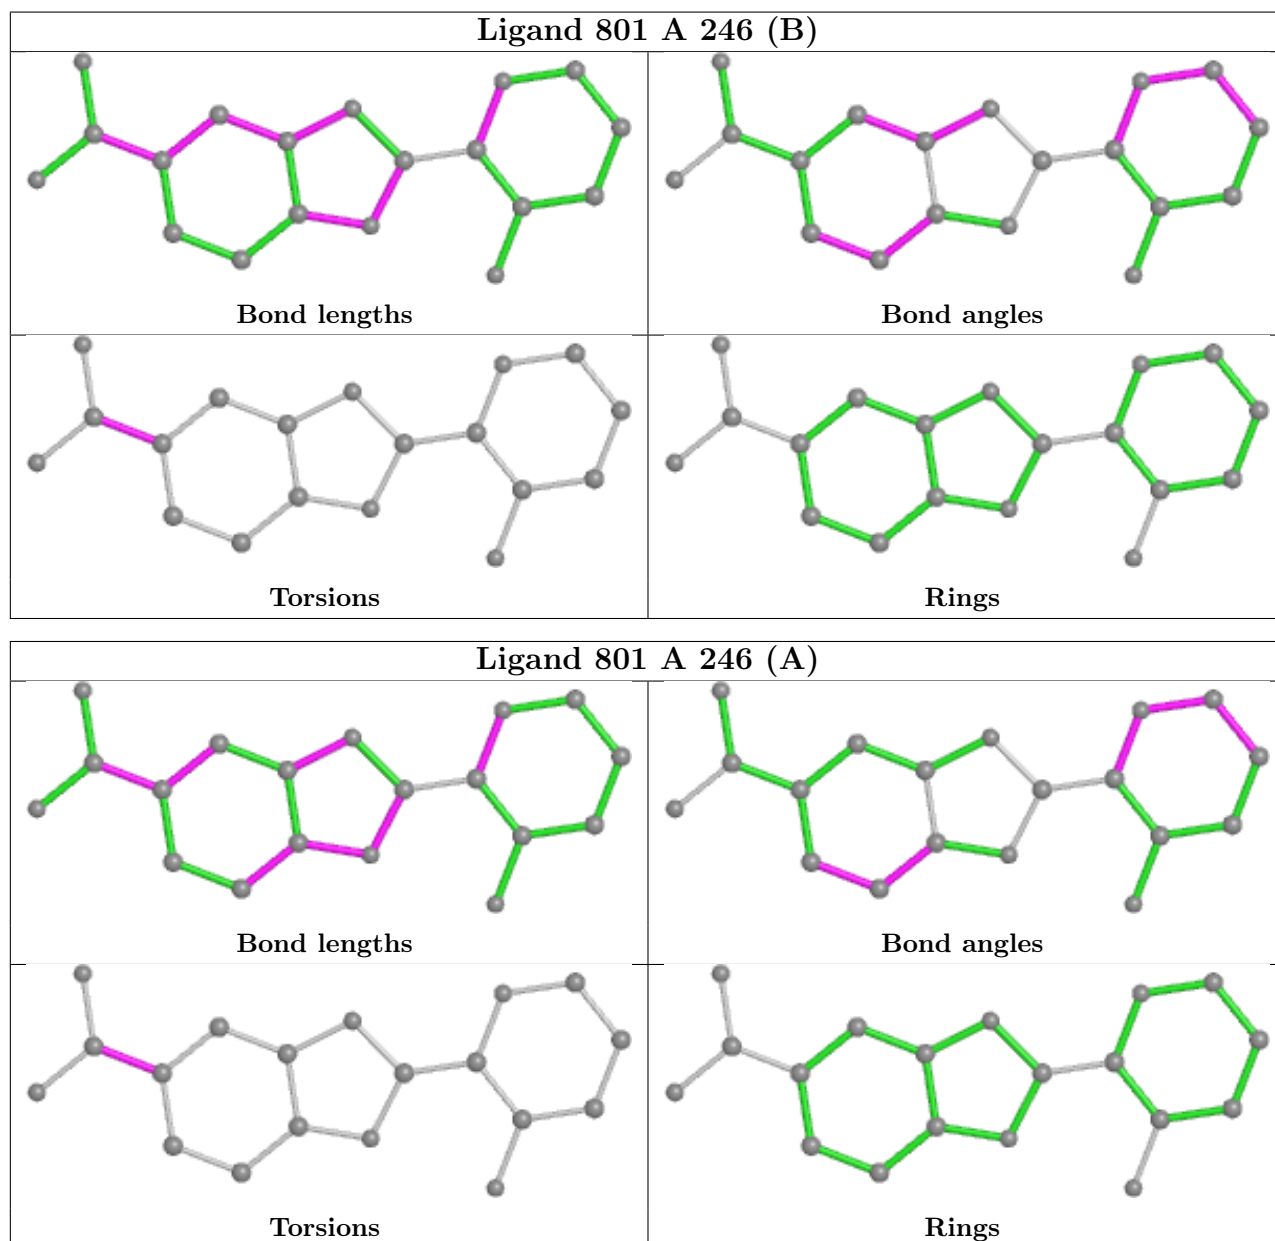 Ligand 801 A 246 (B)
Bond lengths
Bond angles
Torsions
Rings
Ligand 801 A 246 (A)
Bond lengths
Bond angles
Torsions
Rings